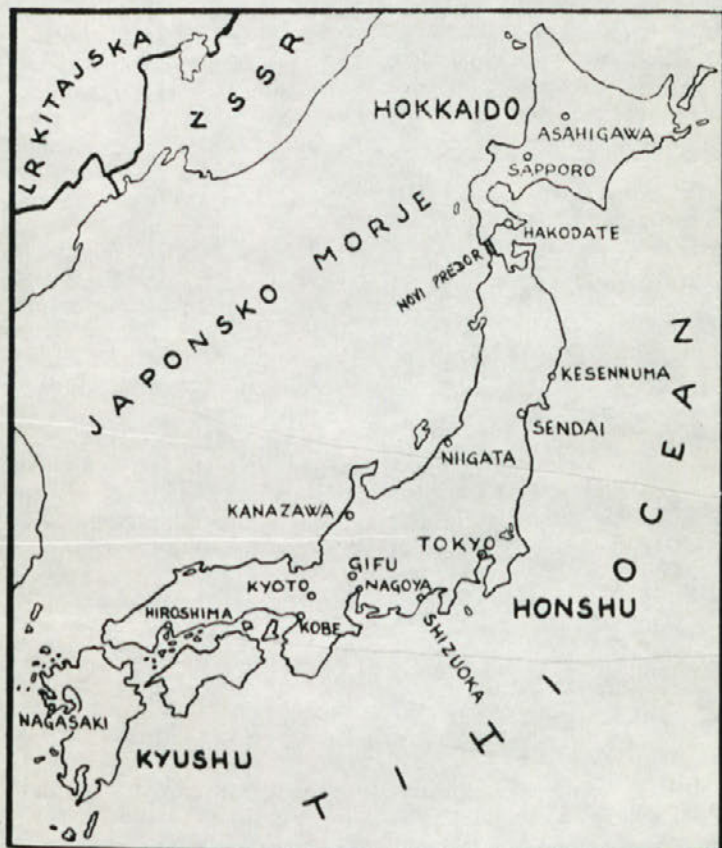 LR KITAJSKA
ZSSR
HOKKAIDO
ASAHIGAWA
SAPPORO
HAKODATE
NOVI PREDOR
JAPONSKO MORJE
KESENNUMA
SENDAI
NIIGATA
KANAZAWA
TOKYO
GIFU
KYOTO
NAGOYA
HIROSHIMA
KOBE
SHIZUOKA
HONSHU
NAGASAKI
KYUSHU
TIHI
OCEAN